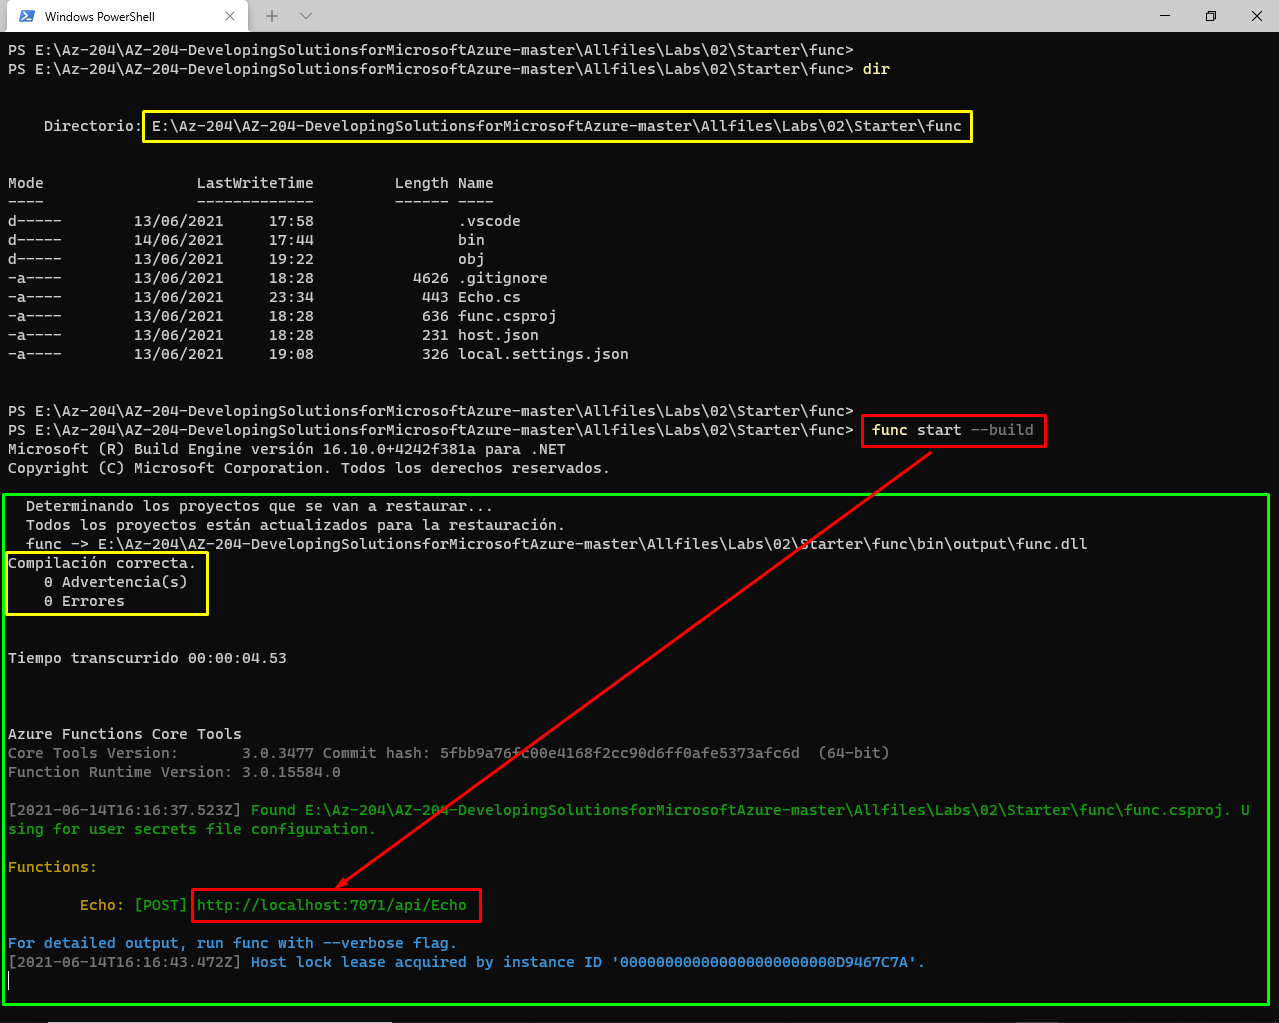 Windows PowerShell
PS E:\Az-204\AZ-204-DevelopingSolutionsforMicrosoftAzure-master\Allfiles\Labs\02\Starter\func>
PS E:\Az-204\AZ-204-DevelopingSolutionsforMicrosoftAzure-master\Allfiles\Labs\02\Starter\func> dir
Directorio: E:\Az-204\AZ-204-DevelopingSolutionsforMicrosoftAzure-master\Allfiles\Labs\02\Starter\func
Mode                 LastWriteTime         Length Name
----                 -------------         ------ ----
d-----        13/06/2021     17:58                .vscode
d-----        14/06/2021     17:44                bin
d-----        13/06/2021     19:22                obj
-a----        13/06/2021     18:28           4626 .gitignore
-a----        13/06/2021     23:34            443 Echo.cs
-a----        13/06/2021     18:28            636 func.csproj
-a----        13/06/2021     18:28            231 host.json
-a----        13/06/2021     19:08            326 local.settings.json
PS E:\Az-204\AZ-204-DevelopingSolutionsforMicrosoftAzure-master\Allfiles\Labs\02\Starter\func>
PS E:\Az-204\AZ-204-DevelopingSolutionsforMicrosoftAzure-master\Allfiles\Labs\02\Starter\func> func start --build
Microsoft (R) Build Engine versión 16.10.0+4242f381a para .NET
Copyright (C) Microsoft Corporation. Todos los derechos reservados.
Determinando los proyectos que se van a restaurar...
Todos los proyectos están actualizados para la restauración.
func -> E:\Az-204\AZ-204-DevelopingSolutionsforMicrosoftAzure-master\Allfiles\Labs\02\Starter\func\bin\output\func.dll
Compilación correcta.
0 Advertencia(s)
0 Errores
Tiempo transcurrido 00:00:04.53
Azure Functions Core Tools
Core Tools Version:       3.0.3477 Commit hash: 5fbb9a76fc00e4168f2cc90d6ff0afe5373afc6d  (64-bit)
Function Runtime Version: 3.0.15584.0
[2021-06-14T16:16:37.523Z] Found E:\Az-204\AZ-204-DevelopingSolutionsforMicrosoftAzure-master\Allfiles\Labs\02\Starter\func\func.csproj. U
sing for user secrets file configuration.
Functions:
Echo: [POST] http://localhost:7071/api/Echo
For detailed output, run func with --verbose flag.
[2021-06-14T16:16:43.472Z] Host lock lease acquired by instance ID '000000000000000000000000D9467C7A'.